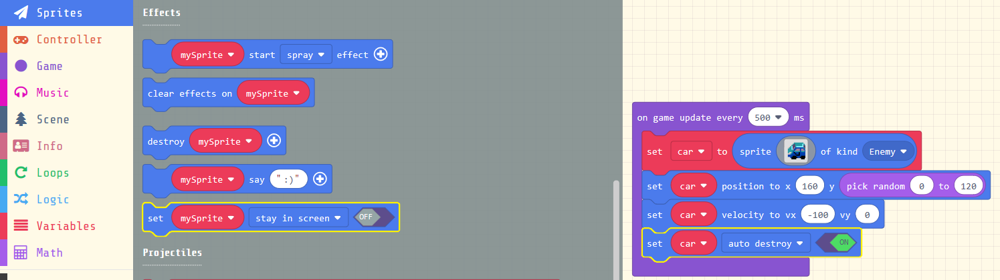 Sprites
Controller
Game
Music
Scene
Info
Loops
Logic
Variables
Math
Effects
mySprite start spray effect
clear effects on mySprite
destroy mySprite
mySprite say ":)"
set mySprite stay in screen OFF
Projectiles
on game update every 500 ms
set car to sprite of kind Enemy
set car position to x 160 y pick random 0 to 120
set car velocity to vx -100 vy 0
set car auto destroy ON